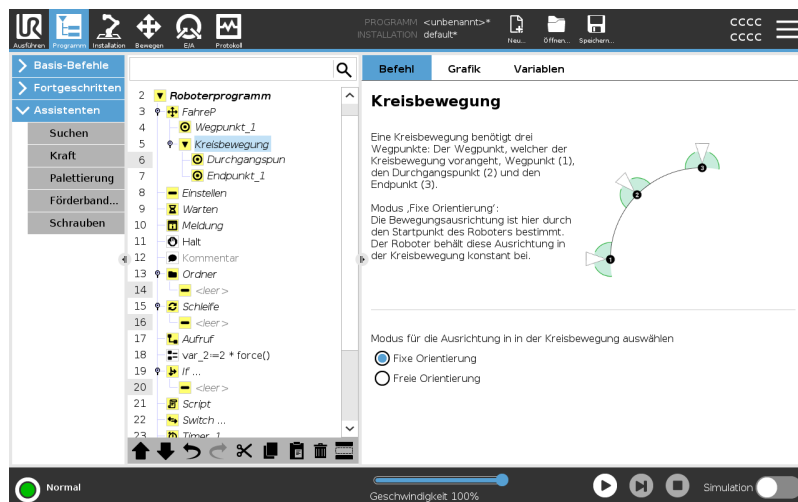 UR
Ausführen
Programm
Installation
Bewegen
E/A
Protokoll
PROGRAMM <unbenannt>*
INSTALLATION default*
Neu...
Öffnen...
Speichern...
CCCC
CCCC
Basis-Befehle
Fortgeschritten
Assistenten
Suchen
Kraft
Palettierung
Förderband...
Schrauben
2 Roboterprogramm
3 FahreP
4 Wegpunkt_1
5 Kreisbewegung
6 Durchgangspun
7 Endpunkt_1
8 Einstellen
9 Warten
10 Meldung
11 Halt
12 Kommentar
13 Ordner
14 <leer>
15 Schleife
16 <leer>
17 Aufruf
18 var_2:=2 * force()
19 If ...
20 <leer>
21 Script
22 Switch ...
23 Timer_1
Befehl Grafik Variablen
Kreisbewegung
Eine Kreisbewegung benötigt drei
Wegpunkte: Der Wegpunkt, welcher der
Kreisbewegung vorangeht, Wegpunkt (1),
den Durchgangspunkt (2) und den
Endpunkt (3).
Modus ‚Fixe Orientierung‘:
Die Bewegungsausrichtung ist hier durch
den Startpunkt des Roboters bestimmt.
Der Roboter behält diese Ausrichtung in
der Kreisbewegung konstant bei.
3
2
1
Modus für die Ausrichtung in in der Kreisbewegung auswählen
Fixe Orientierung
Freie Orientierung
Normal
Geschwindigkeit 100%
Simulation